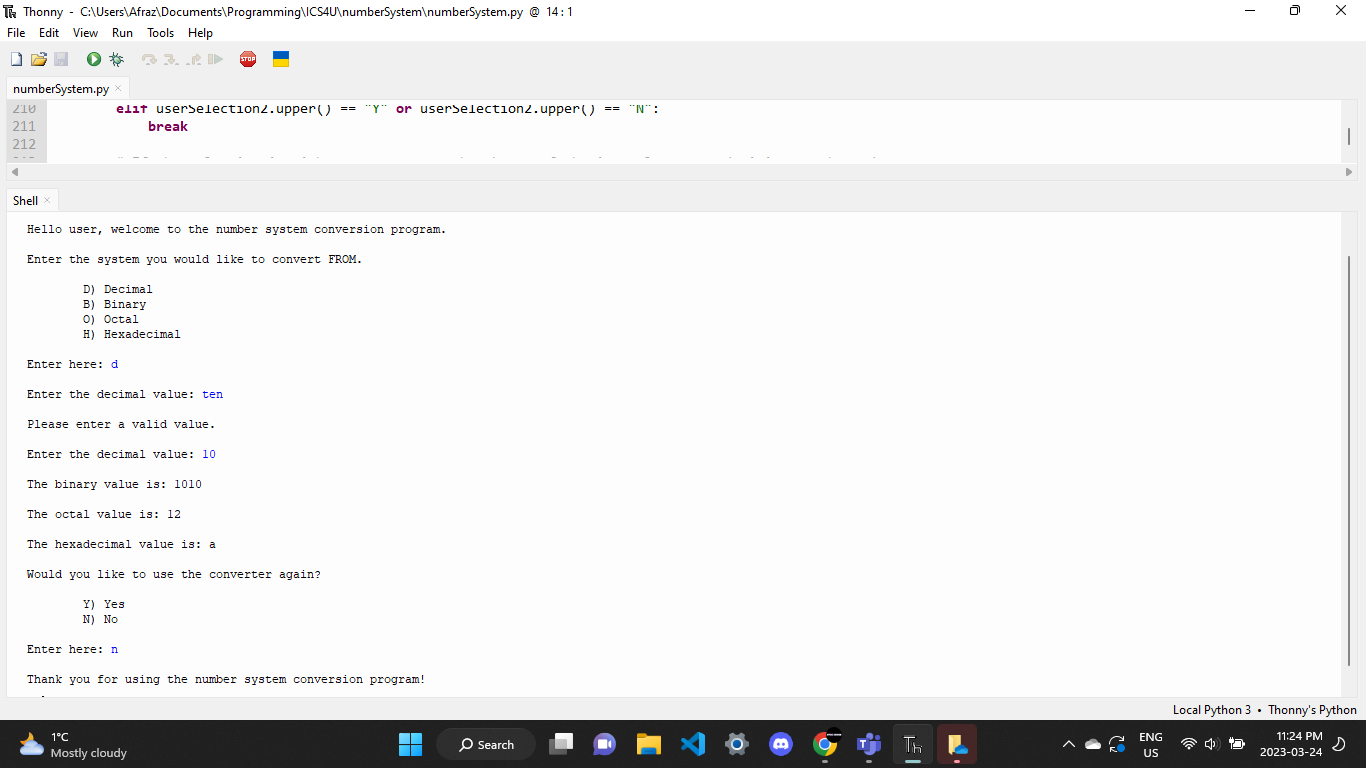 Thonny - C:\Users\Afraz\Documents\Programming\ICS4U\numberSystem\numberSystem.py @ 14 : 1
File Edit View Run Tools Help
STOP
numberSystem.py ×
210 elif userSelection2.upper() == "Y" or userSelection2.upper() == "N":
211 break
212
Shell ×
Hello user, welcome to the number system conversion program.
Enter the system you would like to convert FROM.
D) Decimal
B) Binary
O) Octal
H) Hexadecimal
Enter here: d
Enter the decimal value: ten
Please enter a valid value.
Enter the decimal value: 10
The binary value is: 1010
The octal value is: 12
The hexadecimal value is: a
Would you like to use the converter again?
Y) Yes
N) No
Enter here: n
Thank you for using the number system conversion program!
Local Python 3 • Thonny's Python
1°C
Mostly cloudy
Search
Th
ENG
US
11:24 PM
2023-03-24